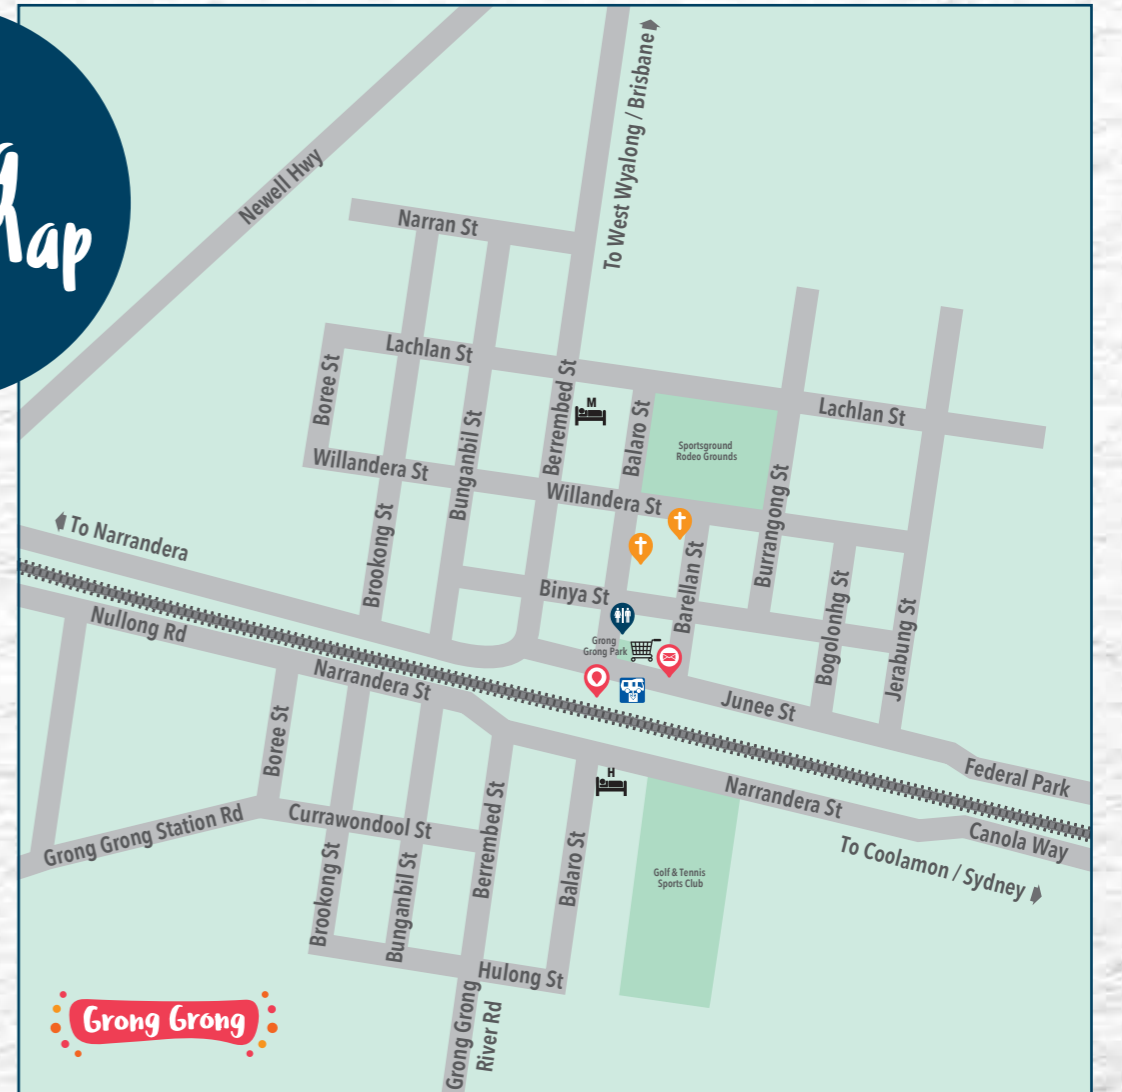 ap
Newell Hwy
To West Wyalong / Brisbane
Narran St
Lachlan St
Boree St
Berrembed St
M
Balaro St
Lachlan St
Sportsground
Rodeo Grounds
Bunganbil St
Willandera St
Willandera St
Burrangong St
Brookong St
To Narrandera
Binya St
Barellan St
Bogolonhg St
Jerabung St
Grong
Grong Park
Nullong Rd
Narrandera St
Junee St
Boree St
H
Federal Park
Narrandera St
Canola Way
To Coolamon / Sydney
Grong Grong Station Rd
Currawondool St
Berrembed St
Balaro St
Golf & Tennis
Sports Club
Brookong St
Bunganbil St
Hulong St
Grong Grong
River Rd
Grong Grong